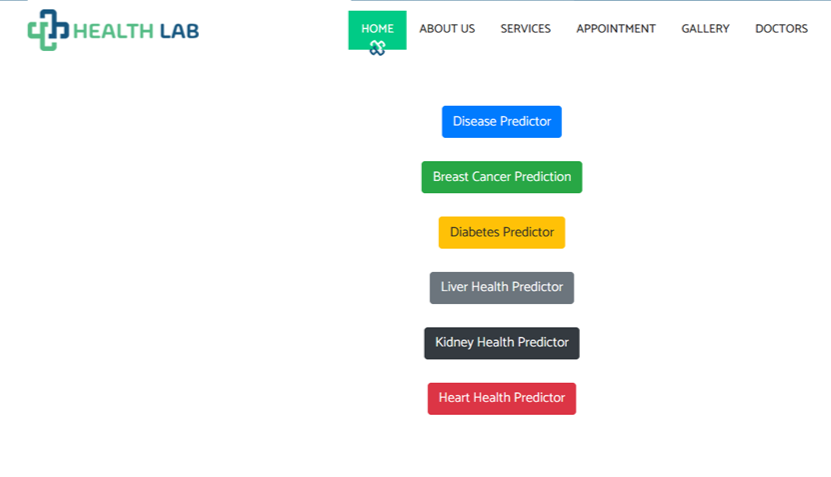 HEALTH LAB
HOME ABOUT US SERVICES APPOINTMENT GALLERY DOCTORS
Disease Predictor
Breast Cancer Prediction
Diabetes Predictor
Liver Health Predictor
Kidney Health Predictor
Heart Health Predictor